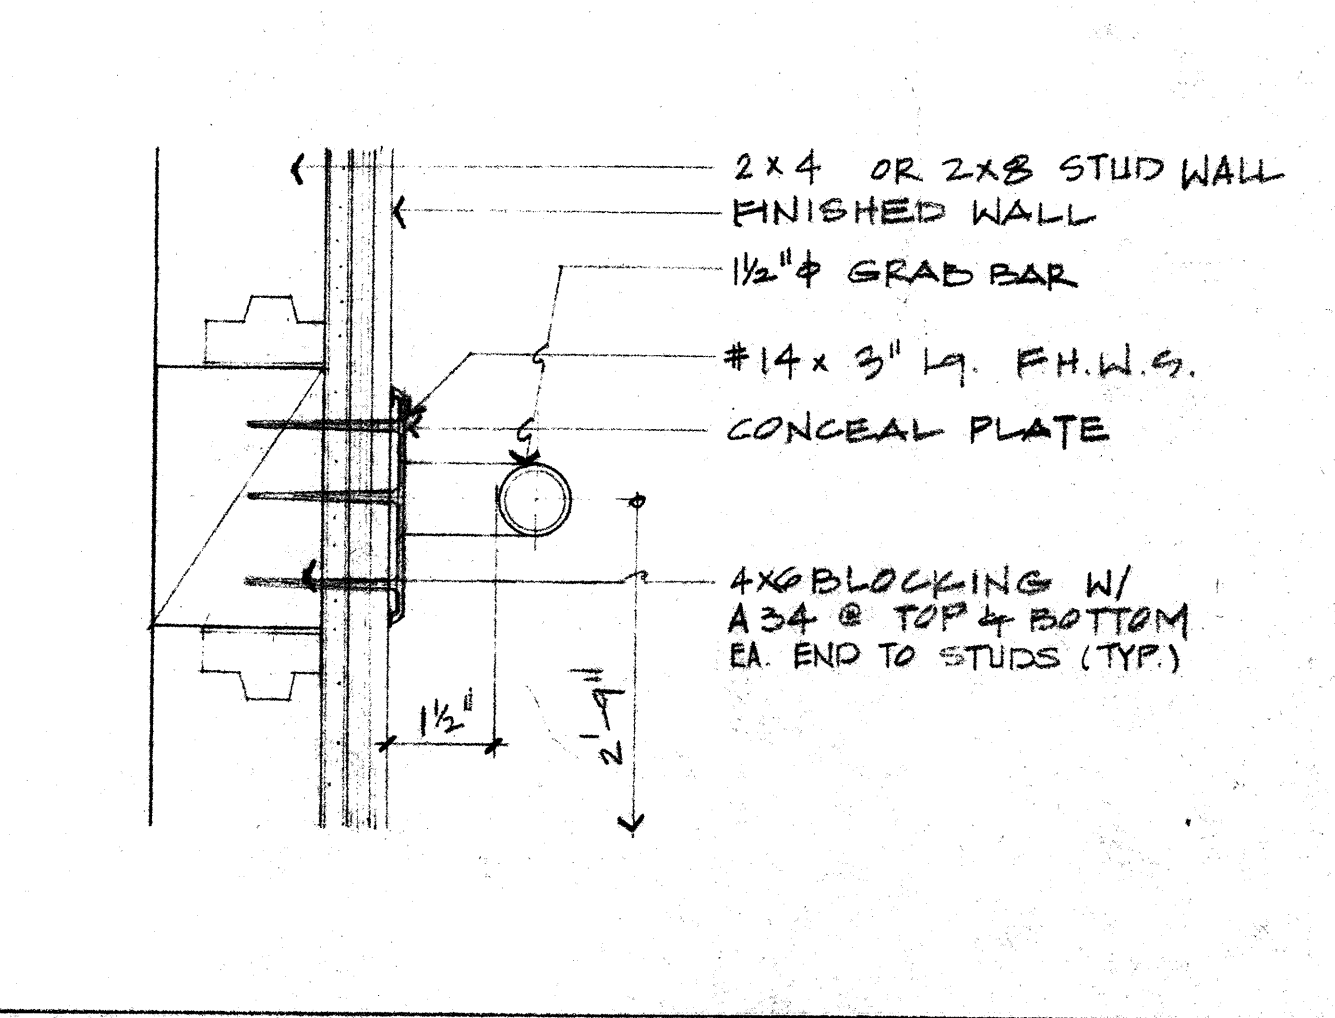 2 x 4 OR 2x8 STUD WALL
FINISHED WALL
1½"ϕ GRAB BAR
#14 x 3" LG. F.H.W.S.
CONCEAL PLATE
4x6 BLOCKING W/
A34 @ TOP & BOTTOM
EA. END TO STUDS (TYP.)
1½"
2'-9"